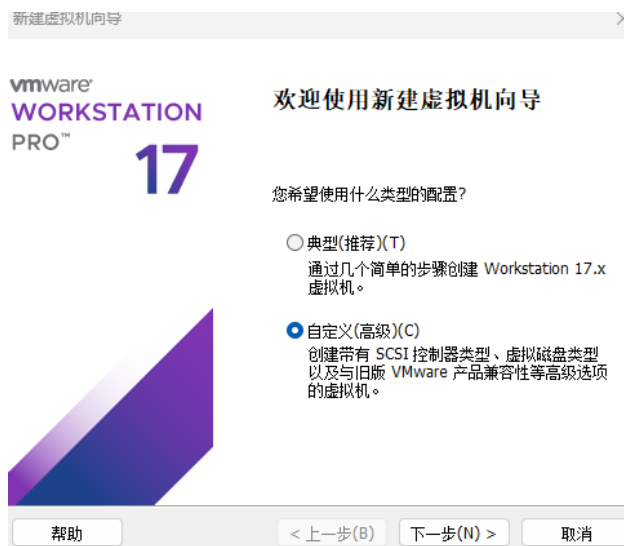 新建虚拟机向导
vmware
WORKSTATION
PRO™
17
欢迎使用新建虚拟机向导
您希望使用什么类型的配置?
典型(推荐)(T)
通过几个简单的步骤创建 Workstation 17.x
虚拟机。
自定义(高级)(C)
创建带有 SCSI 控制器类型、虚拟磁盘类型
以及与旧版 VMware 产品兼容性等高级选项
的虚拟机。
帮助
< 上一步(B)
下一步(N) >
取消